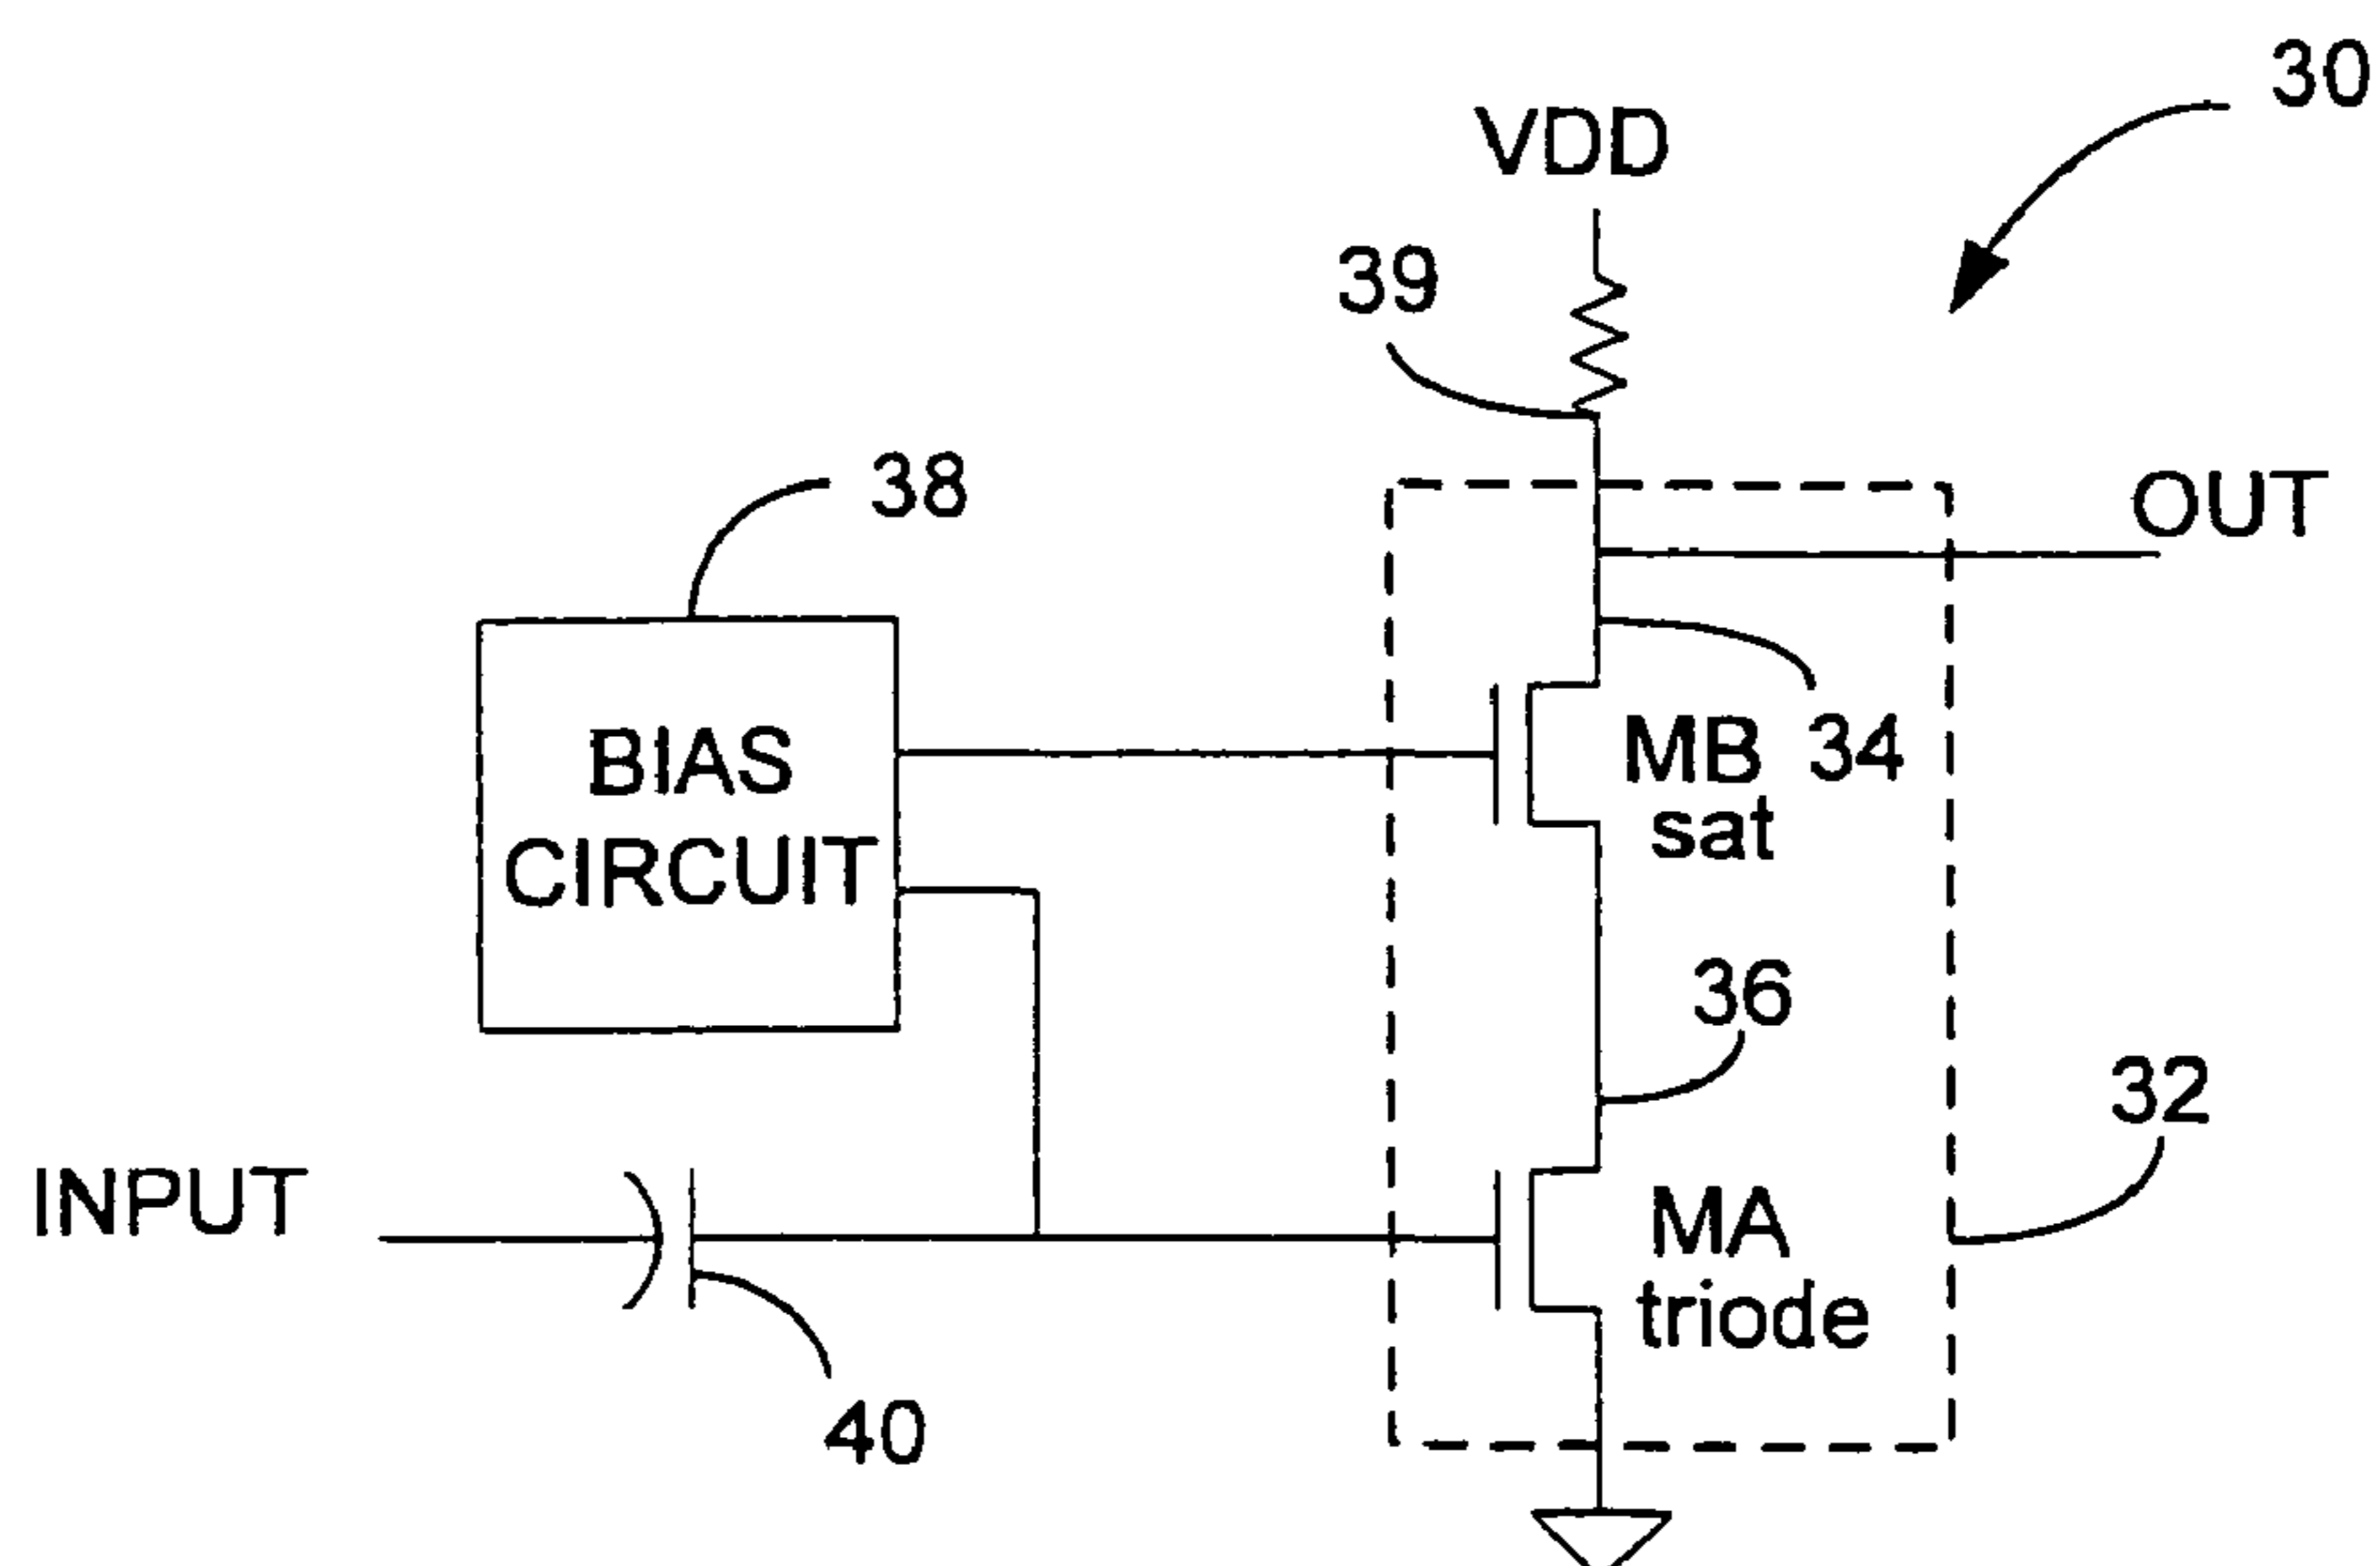 30
VDD
39
38
OUT
BIAS
CIRCUIT
MB
sat
34
36
32
INPUT
MA
triode
40